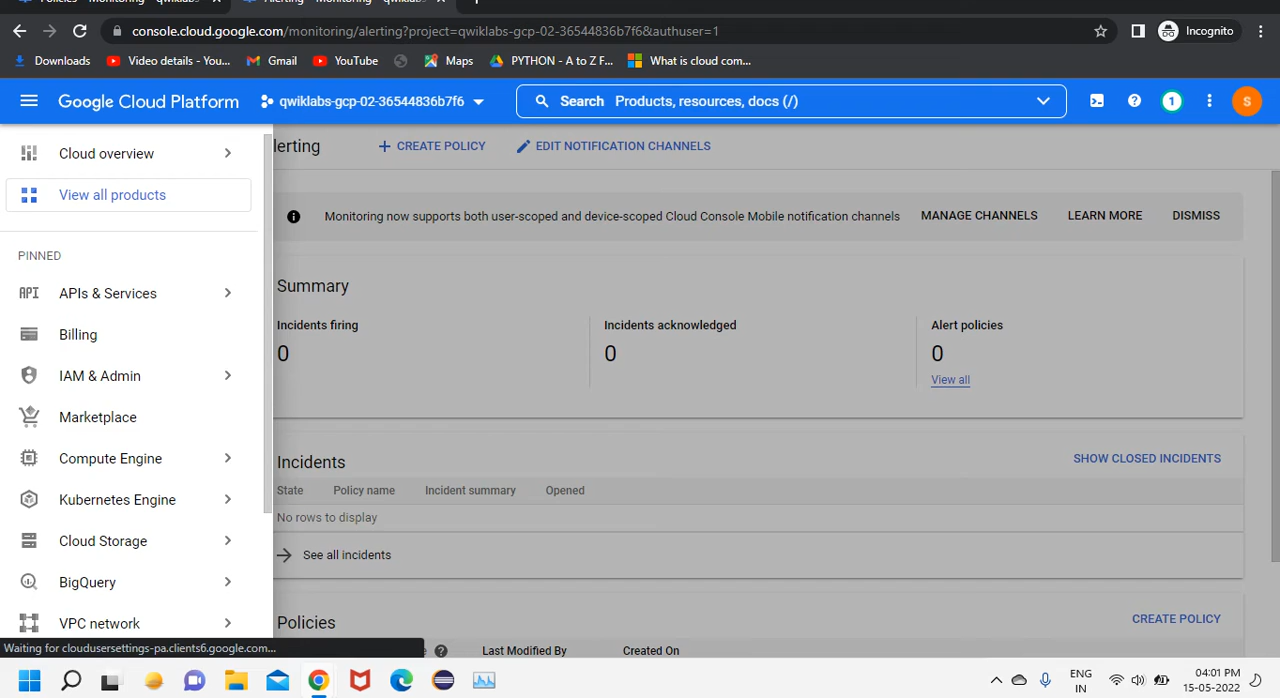 Policies - Monitoring - qwiklabs
Alerting - Monitoring - qwiklabs
console.cloud.google.com/monitoring/alerting?project=qwiklabs-gcp-02-36544836b7f6&authuser=1
Incognito
Downloads
Video details - You...
Gmail
YouTube
Maps
PYTHON - A to Z F...
What is cloud com...
Google Cloud Platform
qwiklabs-gcp-02-36544836b7f6
Search Products, resources, docs (/)
1
S
Cloud overview
View all products
PINNED
API APIs & Services
Billing
IAM & Admin
Marketplace
Compute Engine
Kubernetes Engine
Cloud Storage
BigQuery
VPC network
lerting
CREATE POLICY
EDIT NOTIFICATION CHANNELS
Monitoring now supports both user-scoped and device-scoped Cloud Console Mobile notification channels
MANAGE CHANNELS
LEARN MORE
DISMISS
Summary
Incidents firing
0
Incidents acknowledged
0
Alert policies
0
View all
Incidents
SHOW CLOSED INCIDENTS
State Policy name Incident summary Opened
No rows to display
See all incidents
Policies
CREATE POLICY
Last Modified By Created On
Waiting for cloudusersettings-pa.clients6.google.com...
ENG
IN
04:01 PM
15-05-2022